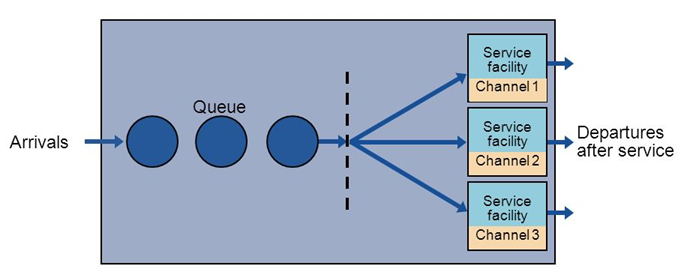 Queue
Arrivals
Service
facility
Channel 1
Service
facility
Channel 2
Service
facility
Channel 3
Departures
after service